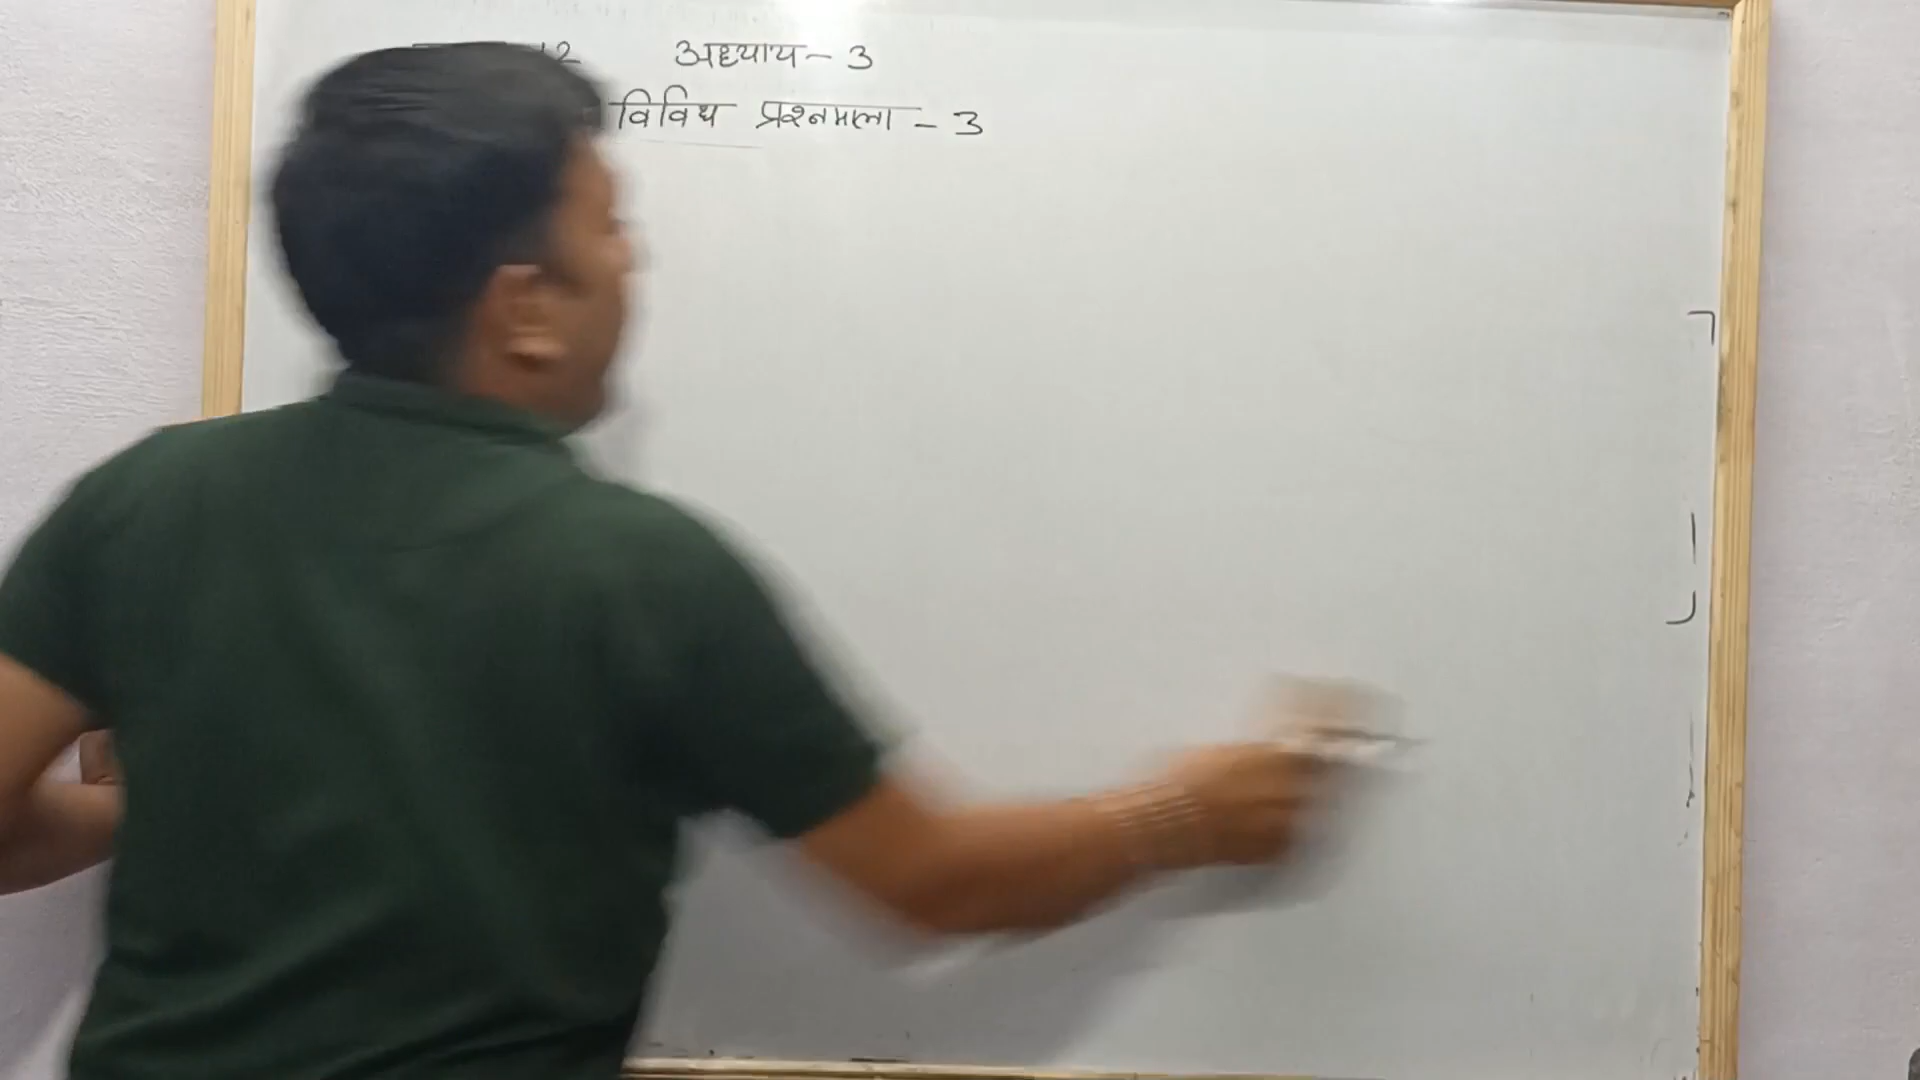 12 अध्याय - 3
विविध प्रश्नमाला - 3